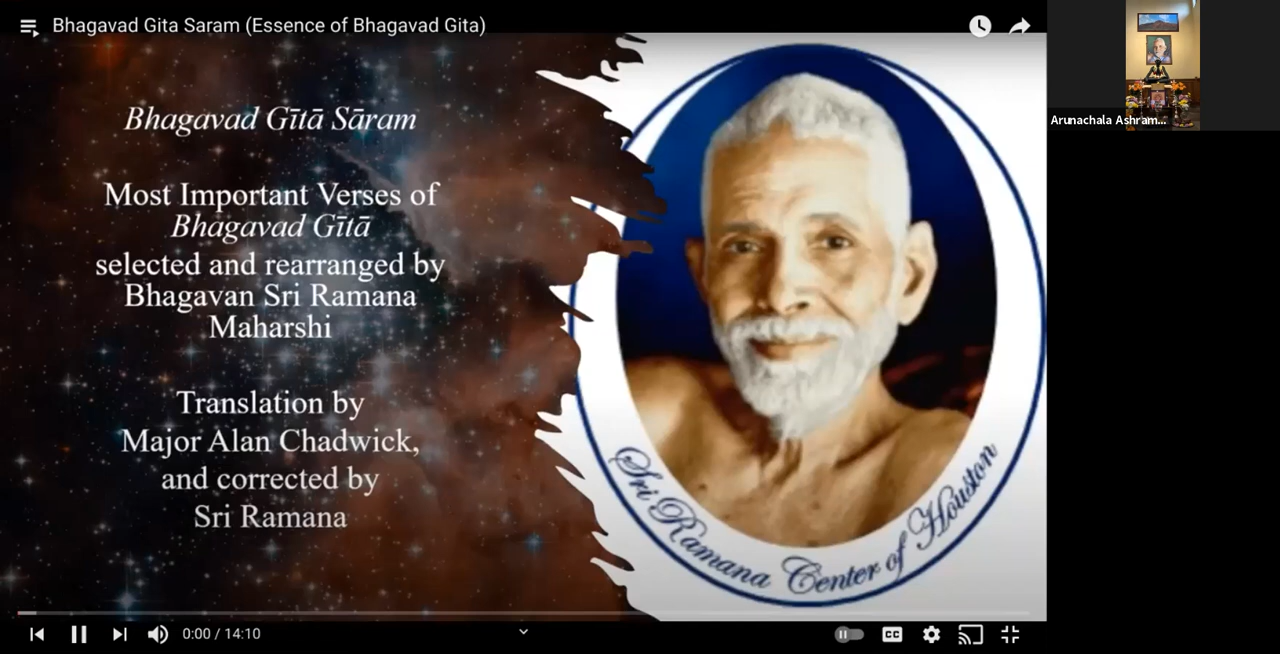 Bhagavad Gita Saram (Essence of Bhagavad Gita)
Bhagavad Gītā Sāram
Most Important Verses of
Bhagavad Gītā
selected and rearranged by
Bhagavan Sri Ramana
Maharshi
Translation by
Major Alan Chadwick,
and corrected by
Sri Ramana
Sri Ramana Center of Houston
Arunachala Ashram...
0:00 / 14:10
CC